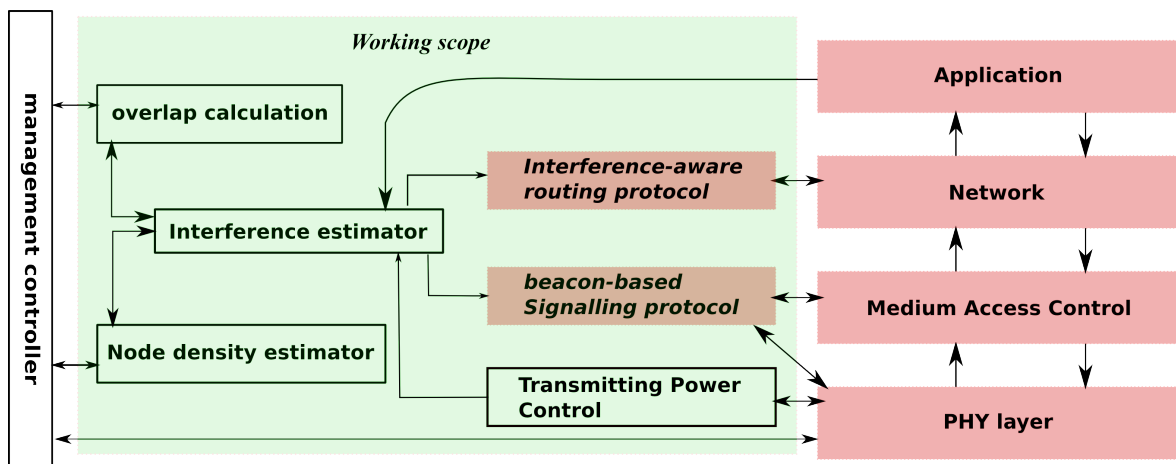 management controller
Working scope
overlap calculation
Interference estimator
Node density estimator
Interference-aware
routing protocol
beacon-based
Signalling protocol
Transmitting Power
Control
Application
Network
Medium Access Control
PHY layer